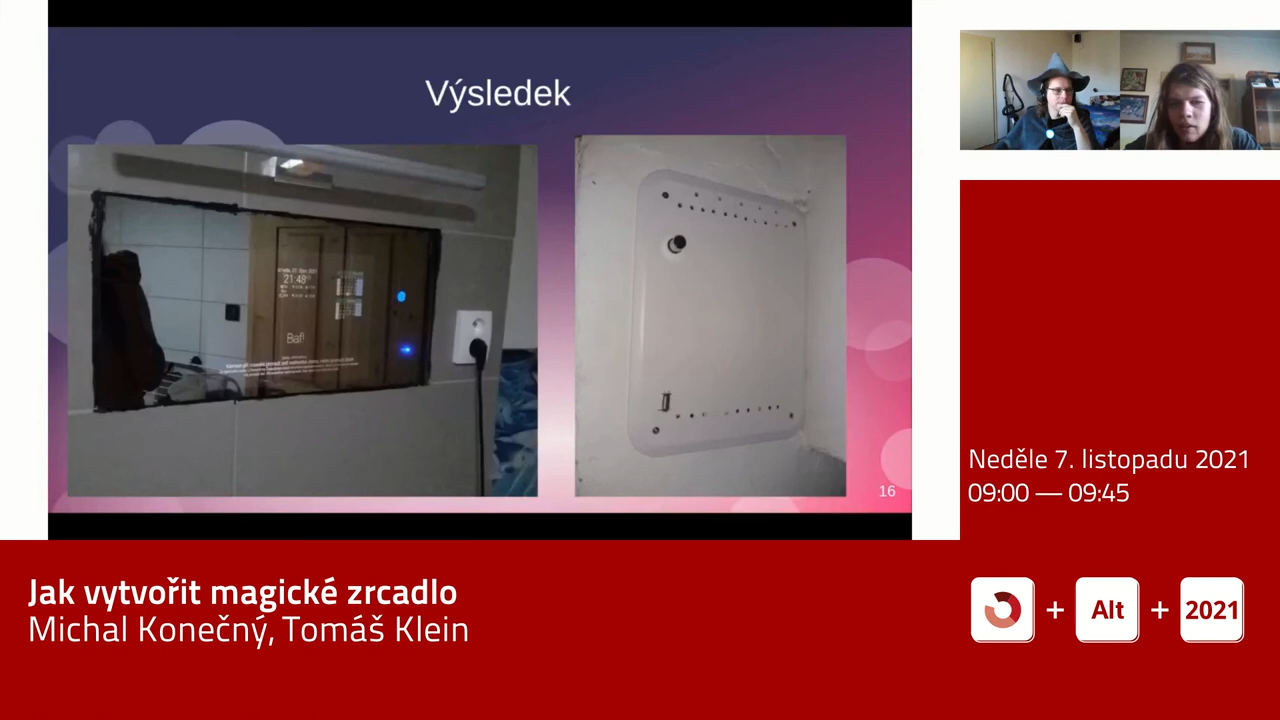 Výsledek
21:48
Baf!
16
Neděle 7. listopadu 2021
09:00 — 09:45
Jak vytvořit magické zrcadlo
Michal Konečný, Tomáš Klein
+ Alt + 2021